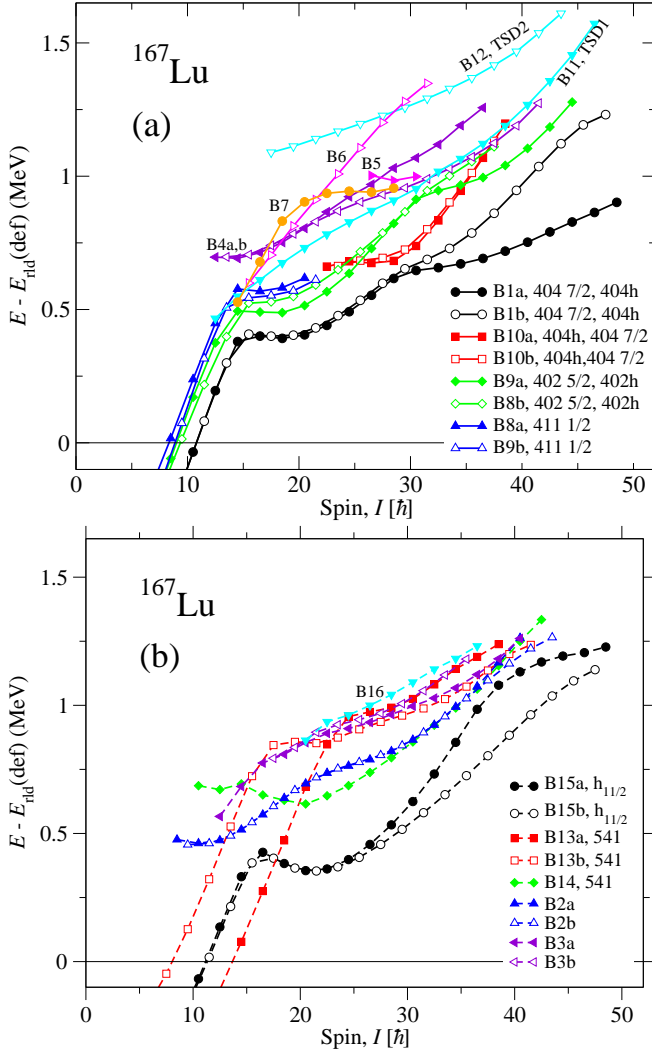 1.5
1
0.5
0
E - E_rld(def) (MeV)
¹⁶⁷Lu
(a)
B12, TSD2
B11, TSD1
B6
B5
B7
B4a,b
B1a, 404 7/2, 404h
B1b, 404 7/2, 404h
B10a, 404h, 404 7/2
B10b, 404h,404 7/2
B9a, 402 5/2, 402h
B8b, 402 5/2, 402h
B8a, 411 1/2
B9b, 411 1/2
0 10 20 30 40 50
Spin, I [ħ]
1.5
1
0.5
0
E - E_rld(def) (MeV)
¹⁶⁷Lu
(b)
B16
B15a, h_11/2
B15b, h_11/2
B13a, 541
B13b, 541
B14, 541
B2a
B2b
B3a
B3b
0 10 20 30 40 50
Spin, I [ħ]